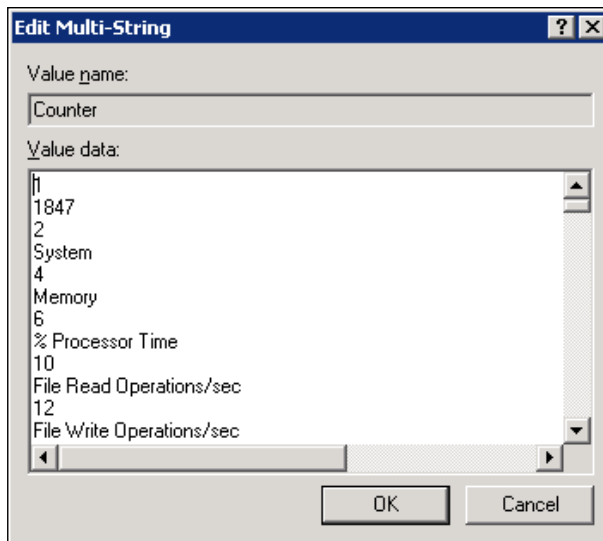 Edit Multi-String
Value name:
Counter
Value data:
1
1847
2
System
4
Memory
6
% Processor Time
10
File Read Operations/sec
12
File Write Operations/sec
OK
Cancel